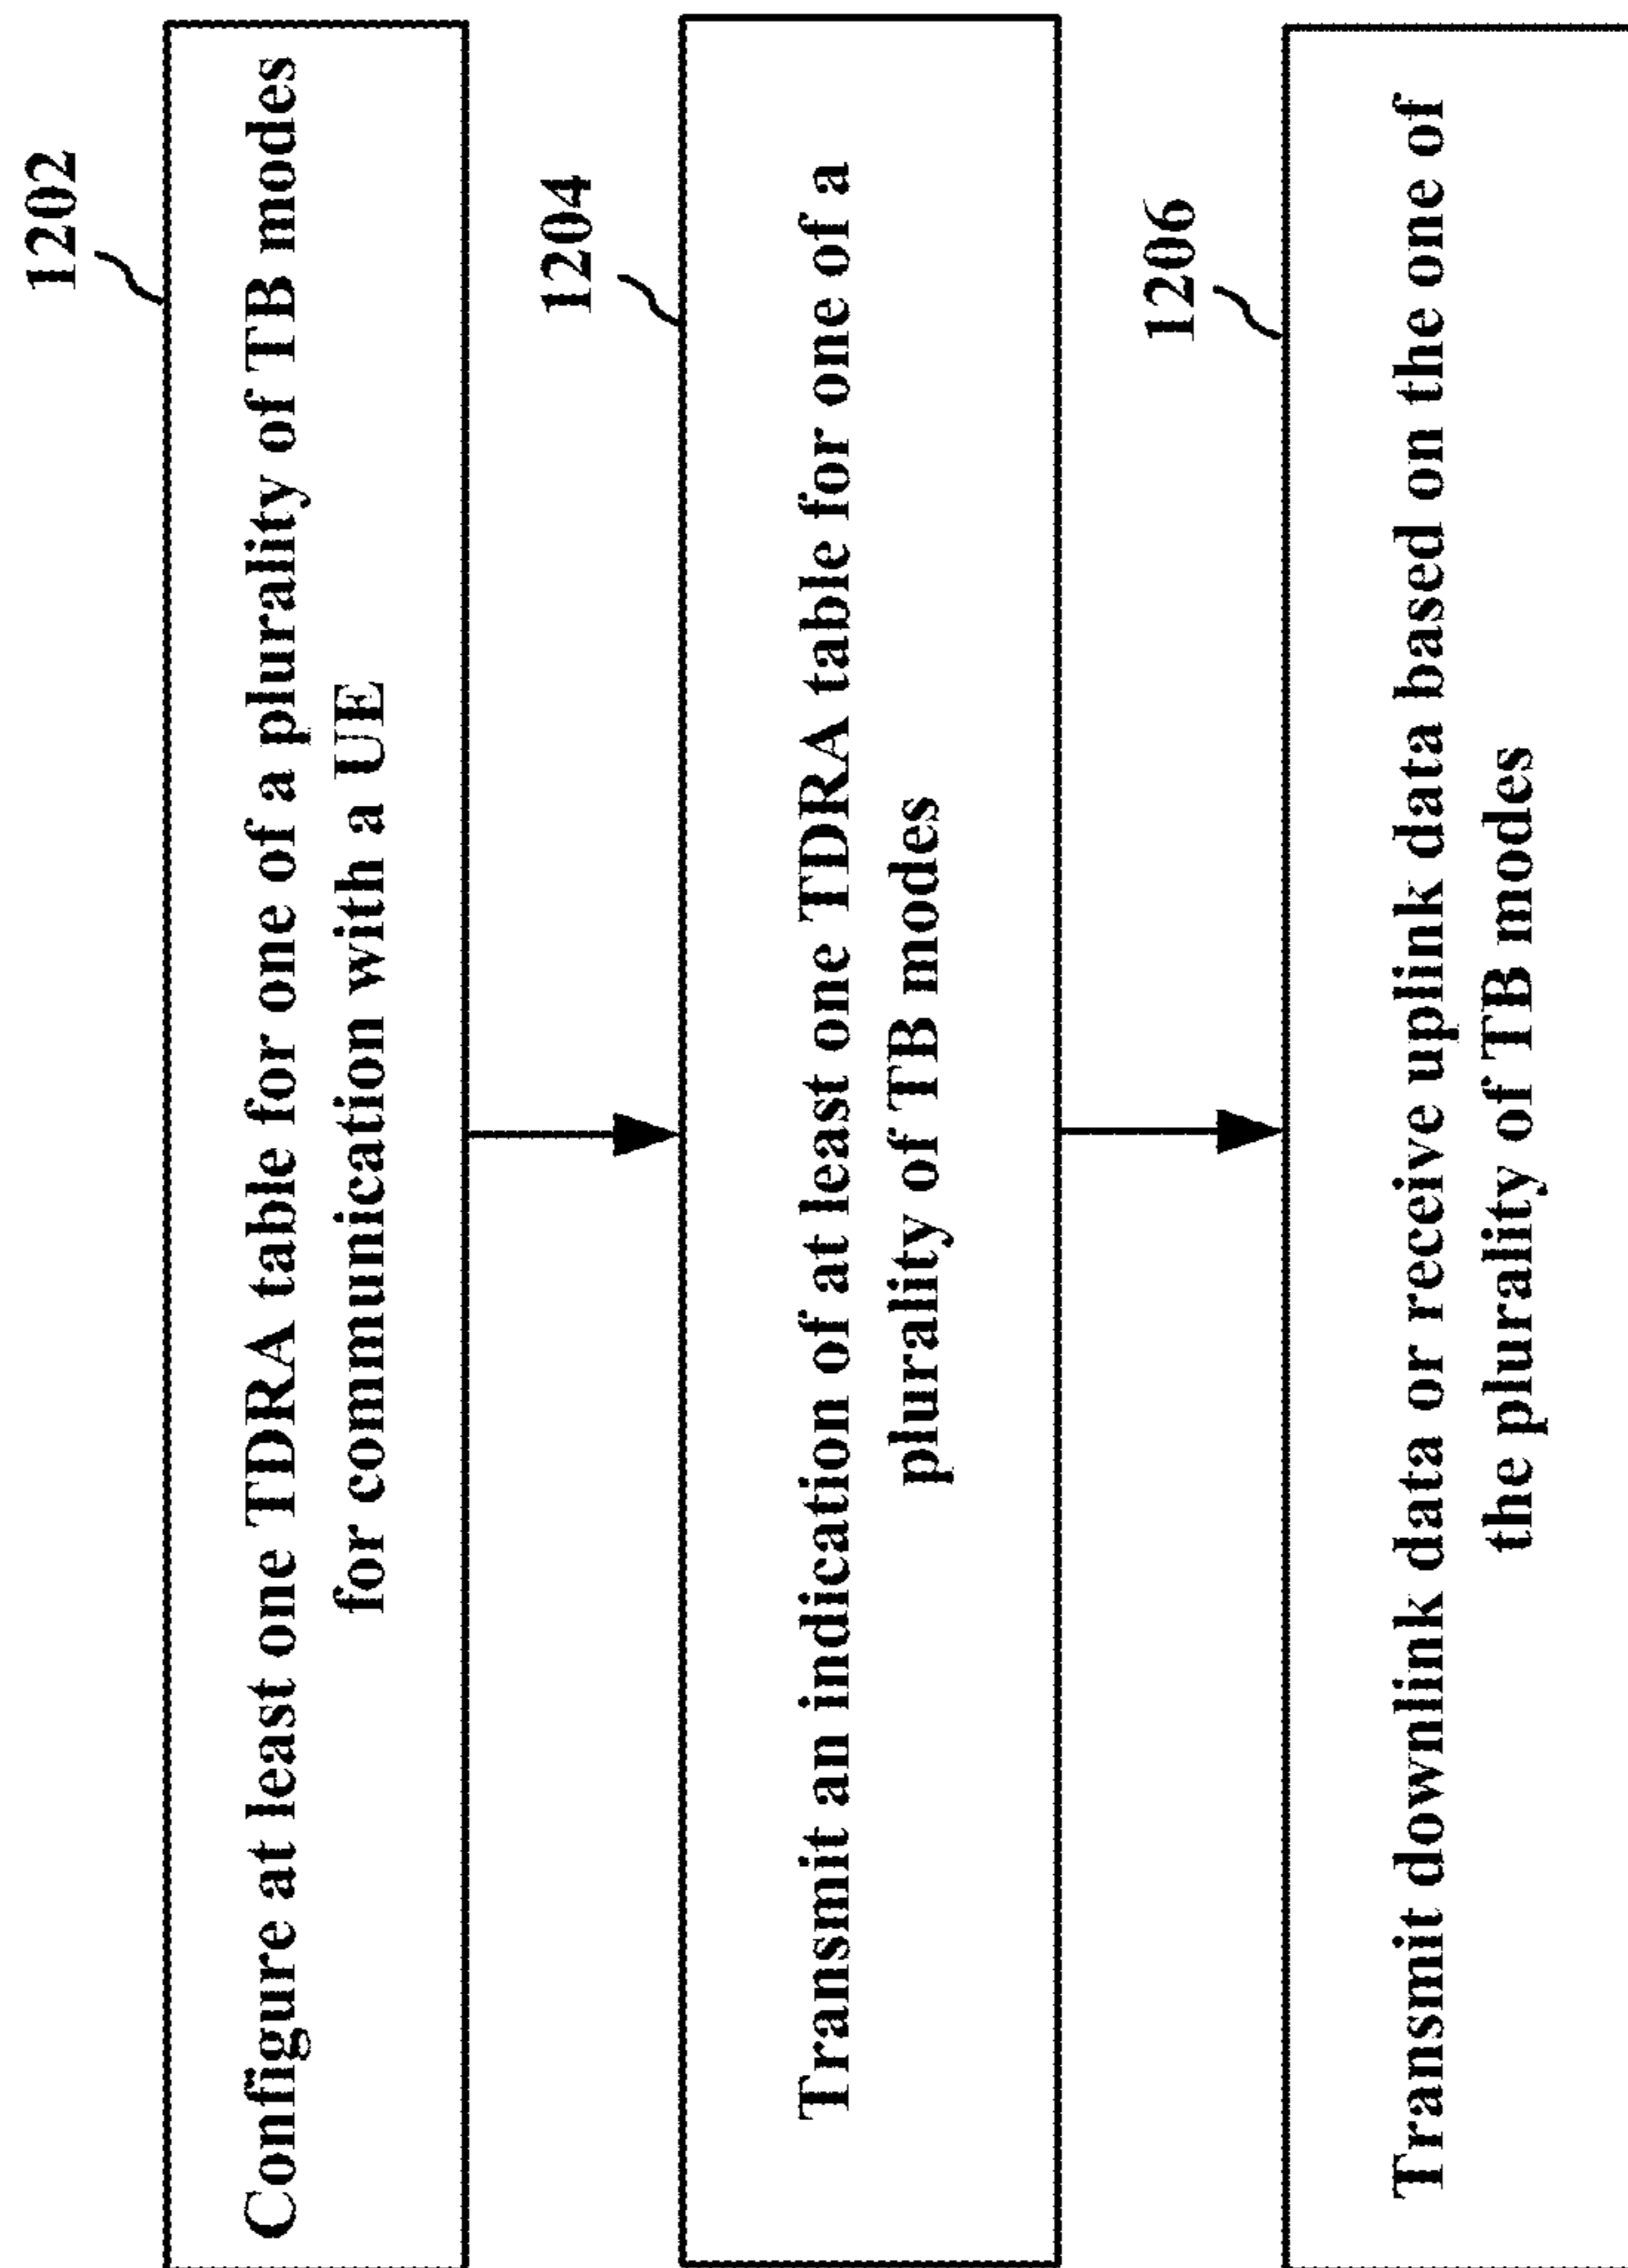 1202
Configure at least one TDRA table for one of a plurality of TB modes
for communication with a UE
1204
Transmit an indication of at least one TDRA table for one of a
plurality of TB modes
1206
Transmit downlink data or receive uplink data based on the one of
the plurality of TB modes